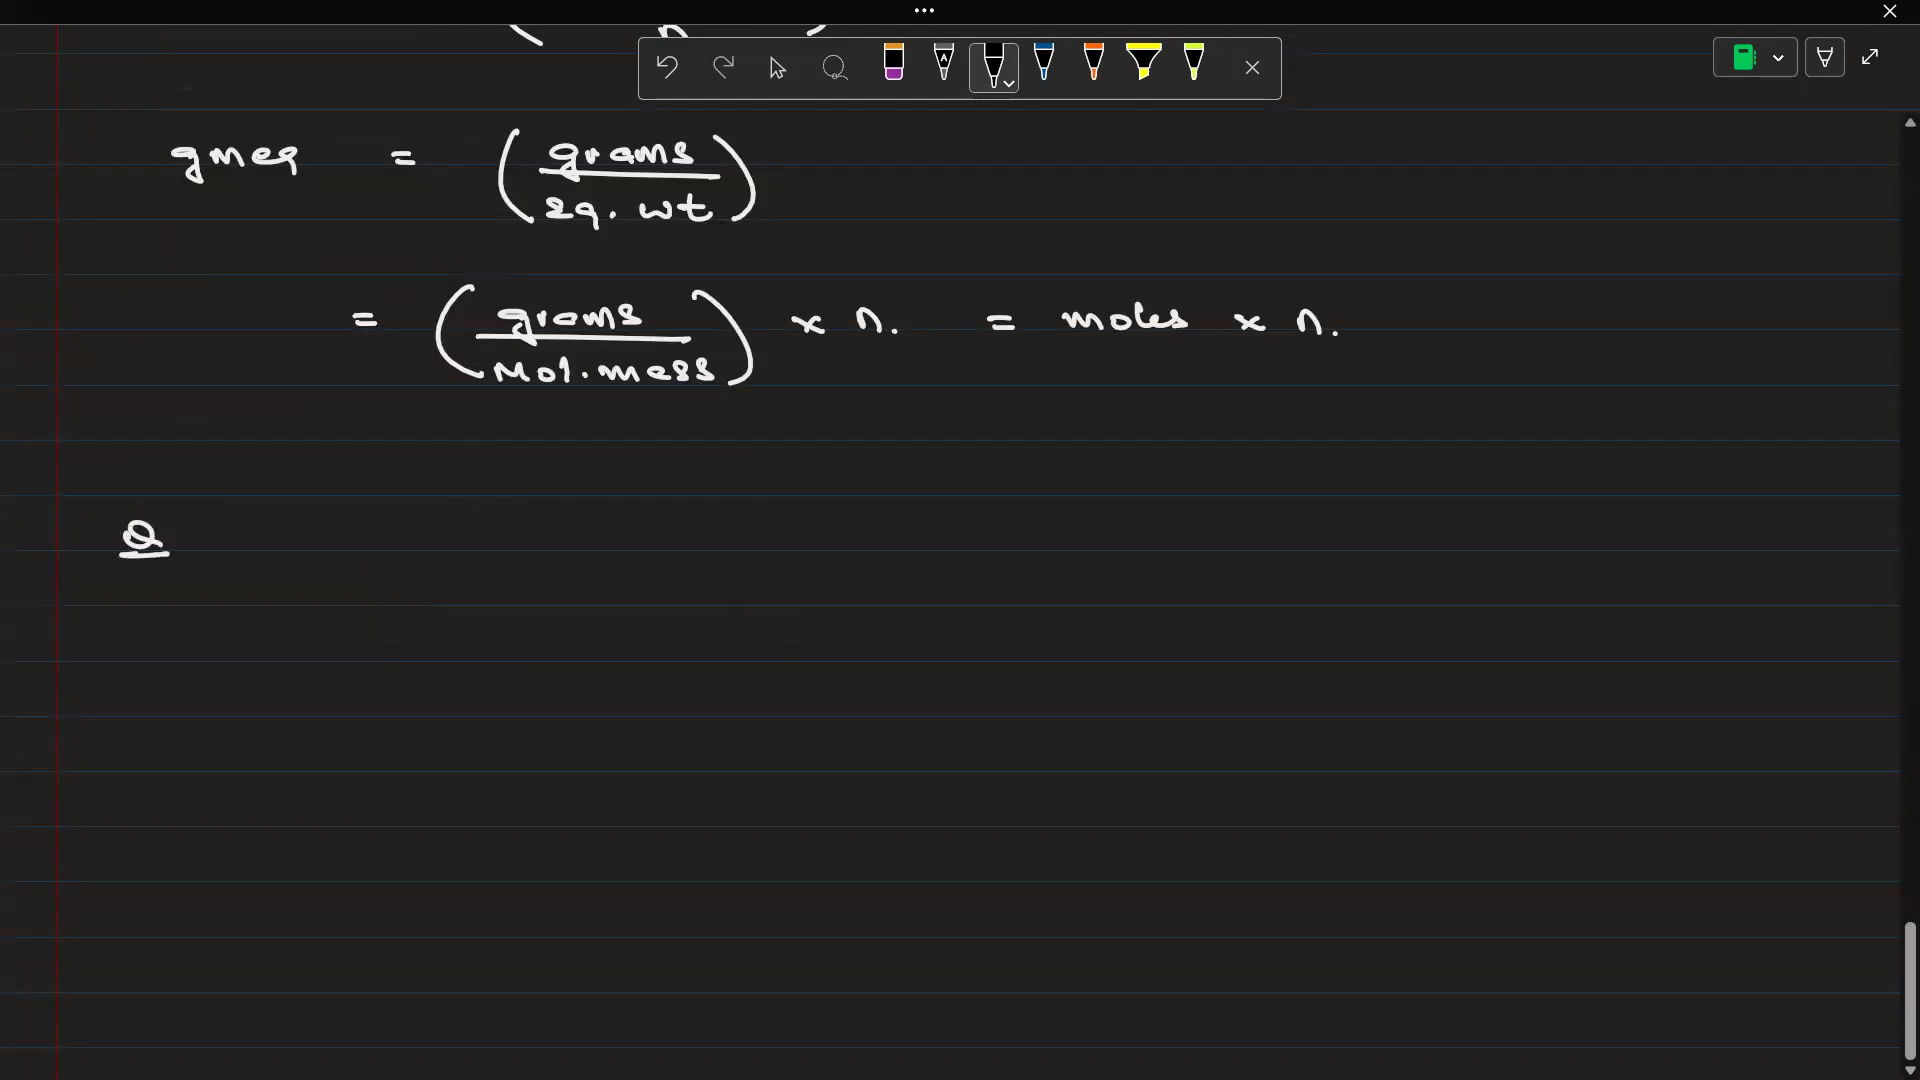 gmeq = (grams / eq. wt)
= (grams / Mol. mass) x n. = moles x n.
Q